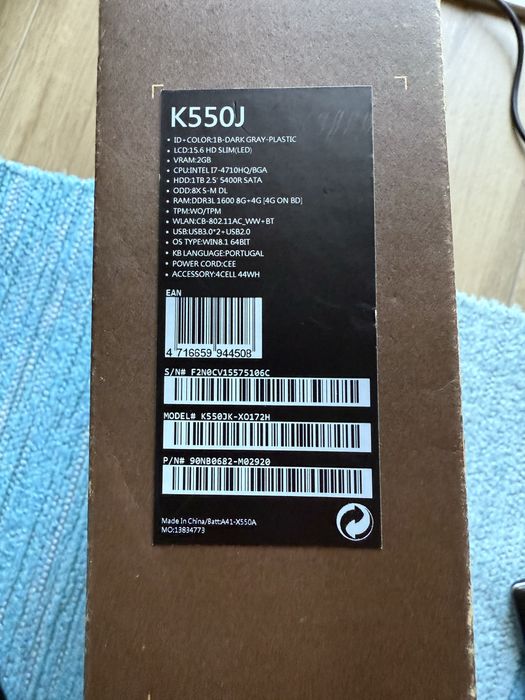 K550J
• ID+COLOR:1B-DARK GRAY-PLASTIC
• LCD:15.6 HD SLIM(LED)
• VRAM:2GB
• CPU:INTEL I7-4710HQ/BGA
• HDD:1TB 2.5' 5400R SATA
• ODD:8X S-M DL
• RAM:DDR3L 1600 8G+4G [4G ON BD]
• TPM:WO/TPM
• WLAN:CB-802.11AC_WW+BT
• USB:USB3.0*2+USB2.0
• OS TYPE:WIN8.1 64BIT
• KB LANGUAGE:PORTUGAL
• POWER CORD:CEE
• ACCESSORY:4CELL 44WH
EAN
4 716659 944508
S/N# F2N0CV15575106C
MODEL# K550JK-XO172H
P/N# 90NB0682-M02920
Made In China/Batt:A41-X550A
MO:13834773